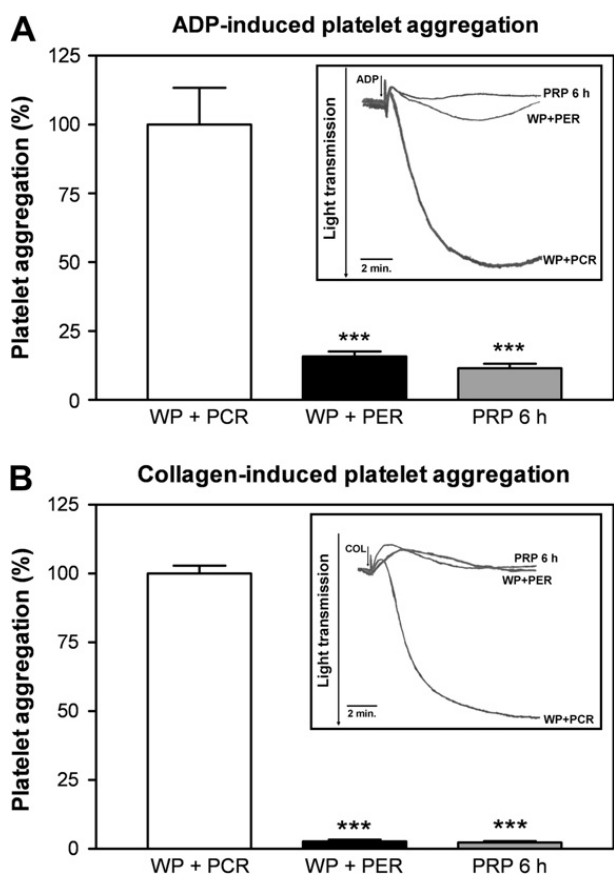 A
ADP-induced platelet aggregation
Platelet aggregation (%)
125
100
75
50
25
0
Light transmission
ADP
PRP 6 h
WP+PER
WP+PCR
2 min.
***
***
WP + PCR
WP + PER
PRP 6 h
B
Collagen-induced platelet aggregation
Platelet aggregation (%)
125
100
75
50
25
0
Light transmission
COL
PRP 6 h
WP+PER
WP+PCR
2 min.
***
***
WP + PCR
WP + PER
PRP 6 h